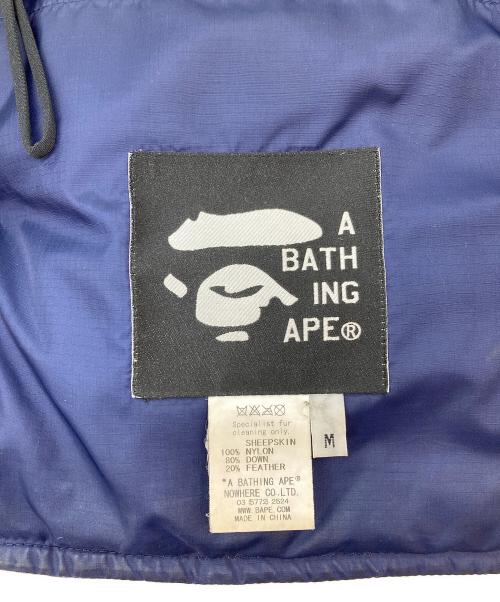 A
BATH
ING
APE®
Specialist fur
cleaning only.
SHEEPSKIN
100% NYLON
80% DOWN
20% FEATHER
"A BATHING APE®
NOWHERE CO.LTD.
03 5772 2524
WWW.BAPE.COM
MADE IN CHINA
M